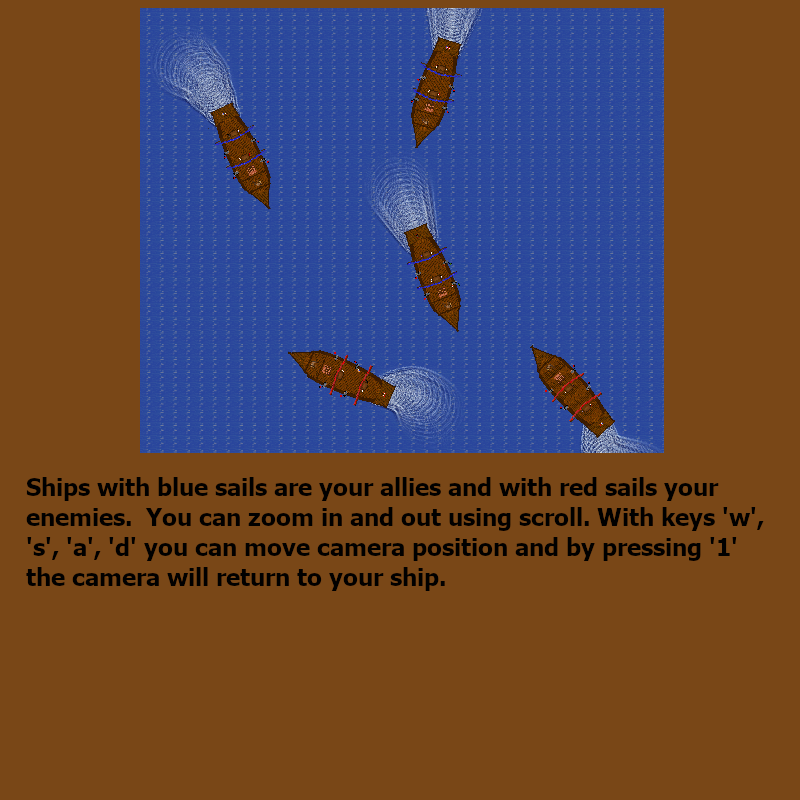 Ships with blue sails are your allies and with red sails your
enemies.  You can zoom in and out using scroll. With keys 'w',
's', 'a', 'd' you can move camera position and by pressing '1'
the camera will return to your ship.